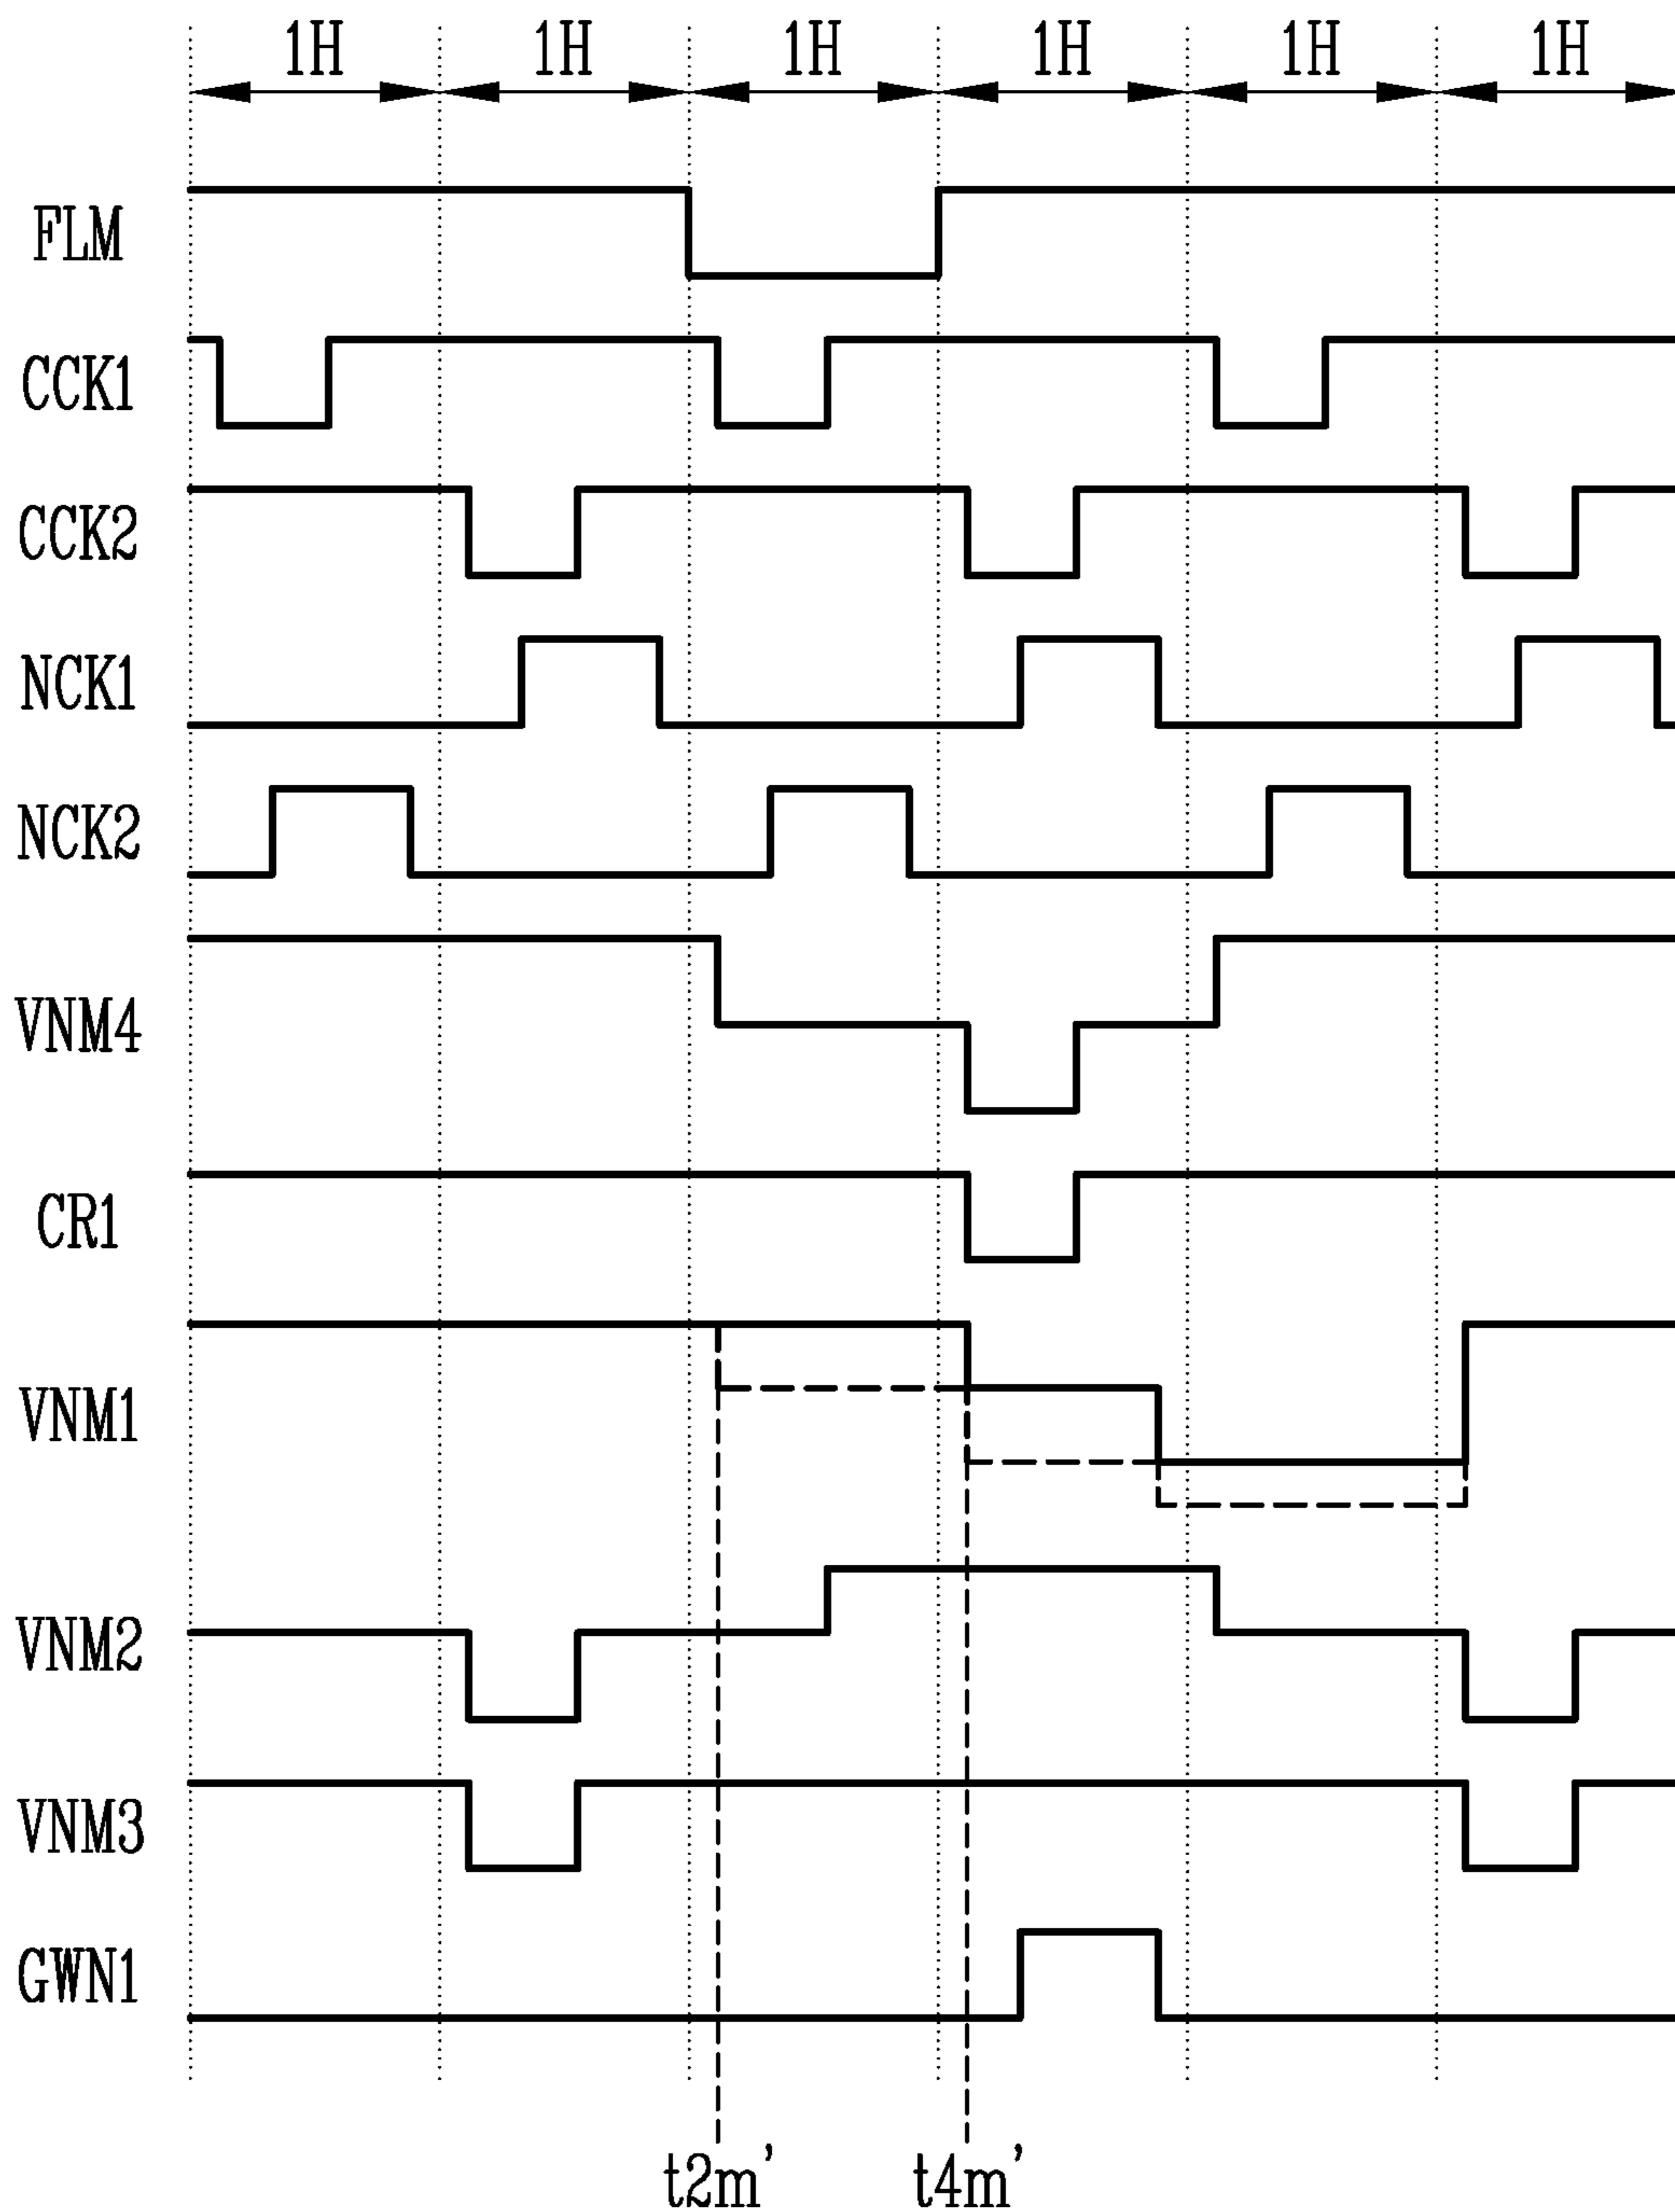 1H 1H 1H 1H 1H 1H
FLM
CCK1
CCK2
NCK1
NCK2
VNM4
CR1
VNM1
VNM2
VNM3
GWN1
t2m' t4m'